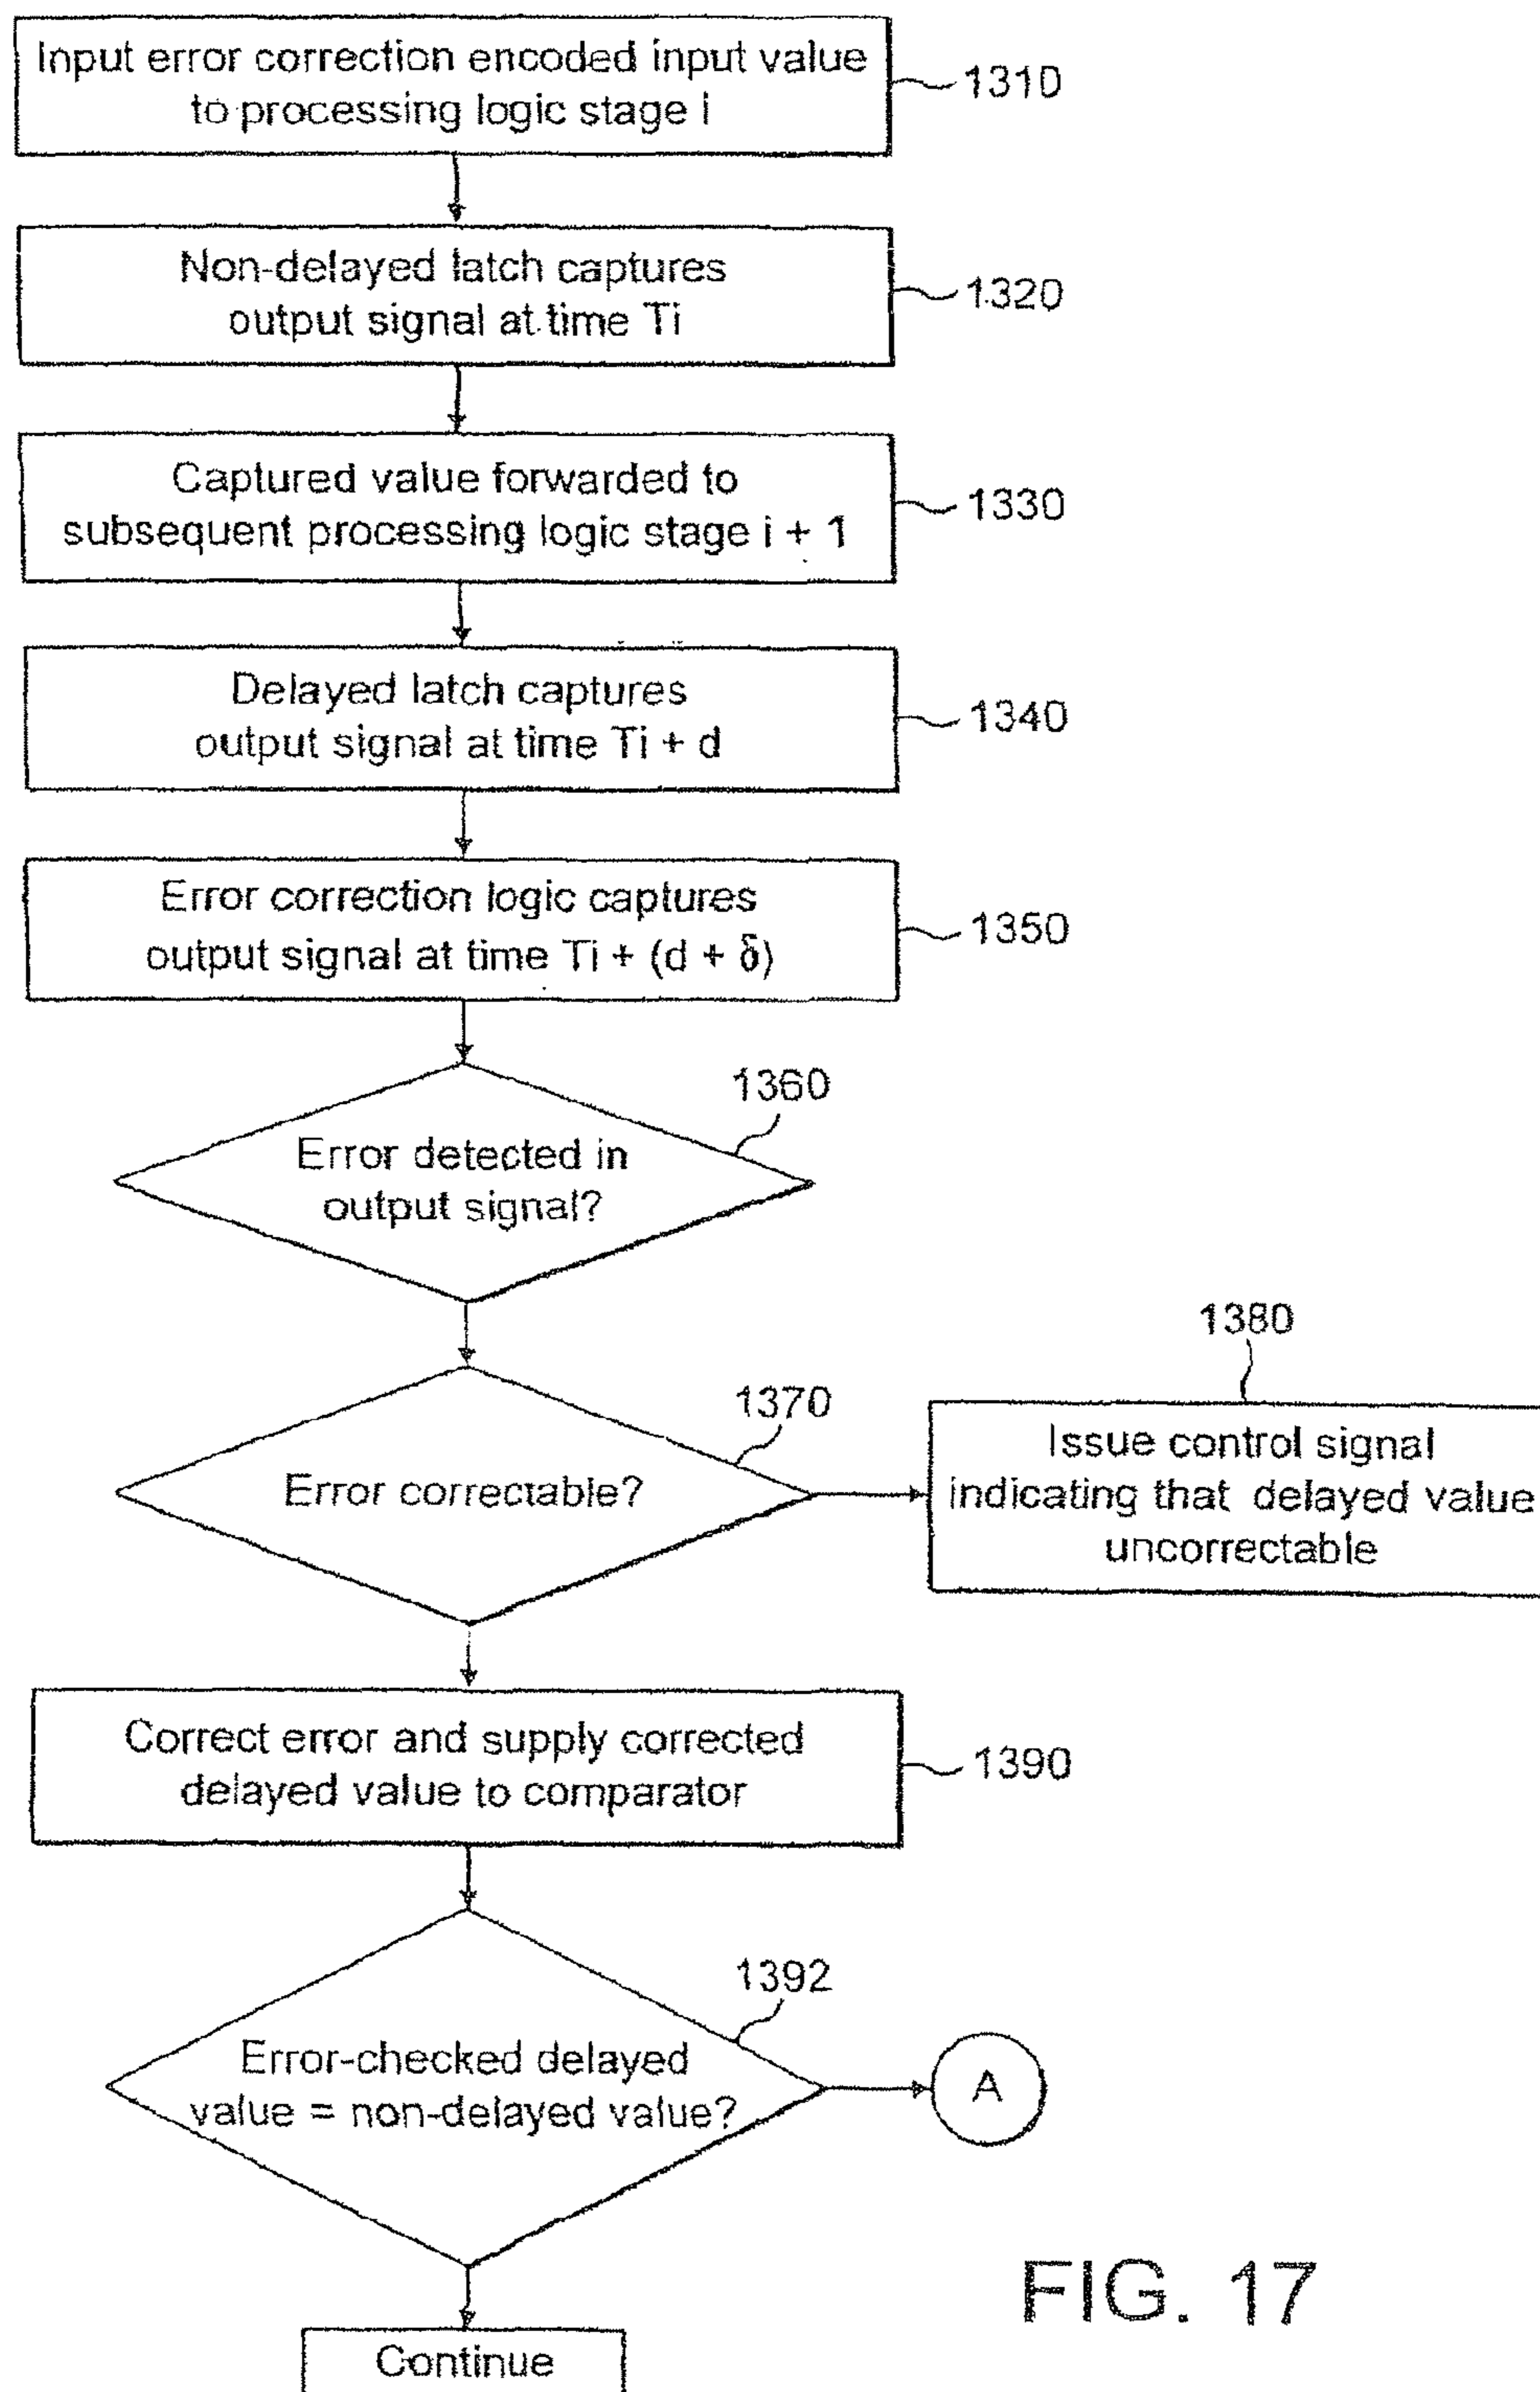 Input error correction encoded input value
to processing logic stage i
1310
Non-delayed latch captures
output signal at time Ti
1320
Captured value forwarded to
subsequent processing logic stage i + 1
1330
Delayed latch captures
output signal at time Ti + d
1340
Error correction logic captures
output signal at time Ti + (d + δ)
1350
1360
Error detected in
output signal?
1370
Error correctable?
1380
Issue control signal
indicating that delayed value
uncorrectable
Correct error and supply corrected
delayed value to comparator
1390
1392
Error-checked delayed
value = non-delayed value?
A
Continue
FIG. 17